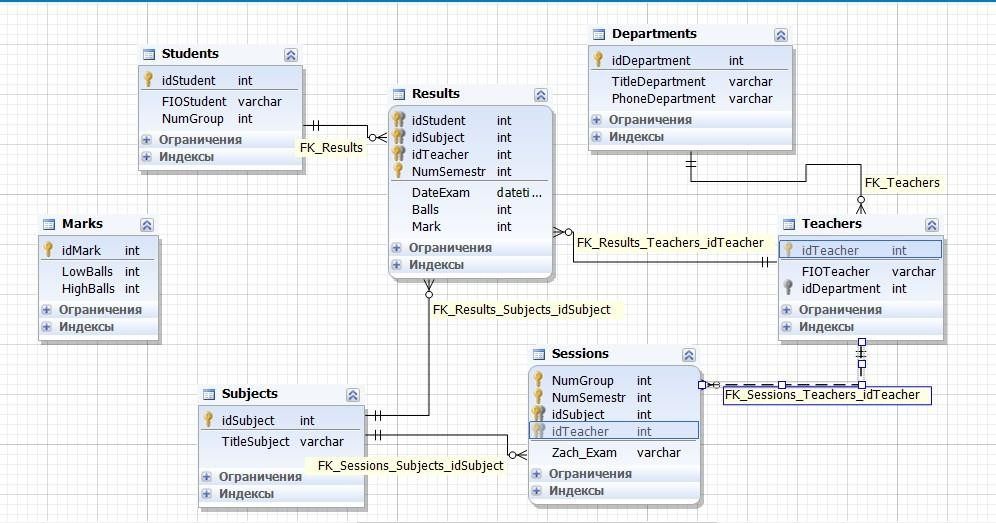 Students
idStudent int
FIOStudent varchar
NumGroup int
Ограничения
Индексы
FK_Results
Results
idStudent int
idSubject int
idTeacher int
NumSemestr int
DateExam dateti...
Balls int
Mark int
Ограничения
Индексы
Departments
idDepartment int
TitleDepartment varchar
PhoneDepartment varchar
Ограничения
Индексы
FK_Teachers
Marks
idMark int
LowBalls int
HighBalls int
Ограничения
Индексы
FK_Results_Teachers_idTeacher
Teachers
idTeacher int
FIOTeacher varchar
idDepartment int
Ограничения
Индексы
FK_Results_Subjects_idSubject
Subjects
idSubject int
TitleSubject varchar
Ограничения
Индексы
FK_Sessions_Subjects_idSubject
Sessions
NumGroup int
NumSemestr int
idSubject int
idTeacher int
Zach_Exam varchar
Ограничения
Индексы
FK_Sessions_Teachers_idTeacher